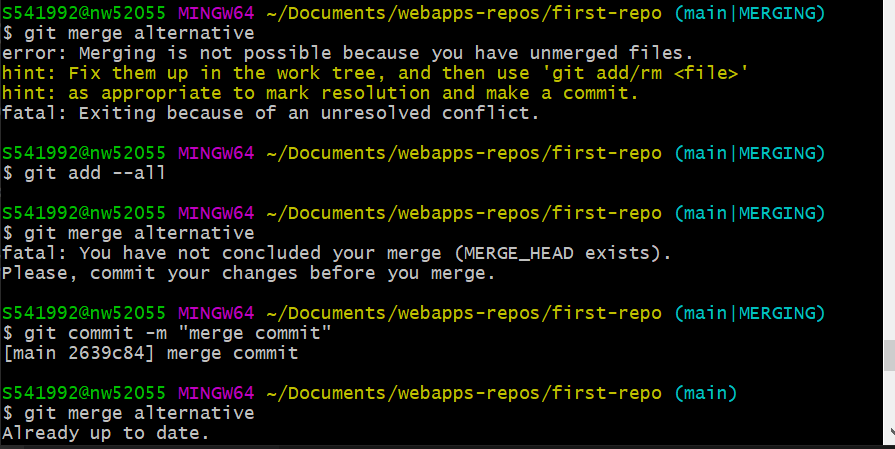 S541992@nw52055 MINGW64 ~/Documents/webapps-repos/first-repo (main|MERGING)
$ git merge alternative
error: Merging is not possible because you have unmerged files.
hint: Fix them up in the work tree, and then use 'git add/rm <file>'
hint: as appropriate to mark resolution and make a commit.
fatal: Exiting because of an unresolved conflict.
S541992@nw52055 MINGW64 ~/Documents/webapps-repos/first-repo (main|MERGING)
$ git add --all
S541992@nw52055 MINGW64 ~/Documents/webapps-repos/first-repo (main|MERGING)
$ git merge alternative
fatal: You have not concluded your merge (MERGE_HEAD exists).
Please, commit your changes before you merge.
S541992@nw52055 MINGW64 ~/Documents/webapps-repos/first-repo (main|MERGING)
$ git commit -m "merge commit"
[main 2639c84] merge commit
S541992@nw52055 MINGW64 ~/Documents/webapps-repos/first-repo (main)
$ git merge alternative
Already up to date.